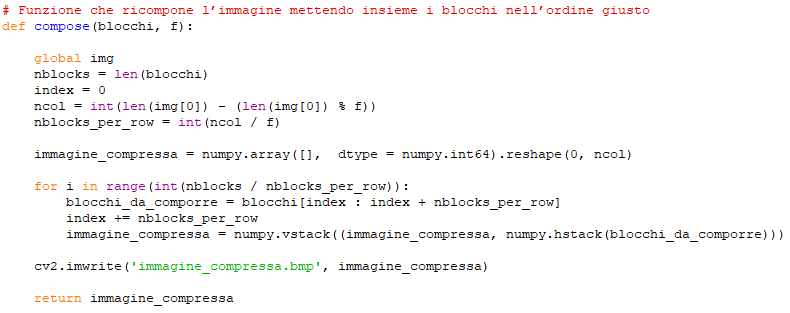 # Funzione che ricompone l’immagine mettendo insieme i blocchi nell’ordine giusto
def compose(blocchi, f):
global img
nblocks = len(blocchi)
index = 0
ncol = int(len(img[0]) - (len(img[0]) % f))
nblocks_per_row = int(ncol / f)
immagine_compressa = numpy.array([],  dtype = numpy.int64).reshape(0, ncol)
for i in range(int(nblocks / nblocks_per_row)):
blocchi_da_comporre = blocchi[index : index + nblocks_per_row]
index += nblocks_per_row
immagine_compressa = numpy.vstack((immagine_compressa, numpy.hstack(blocchi_da_comporre)))
cv2.imwrite('immagine_compressa.bmp', immagine_compressa)
return immagine_compressa